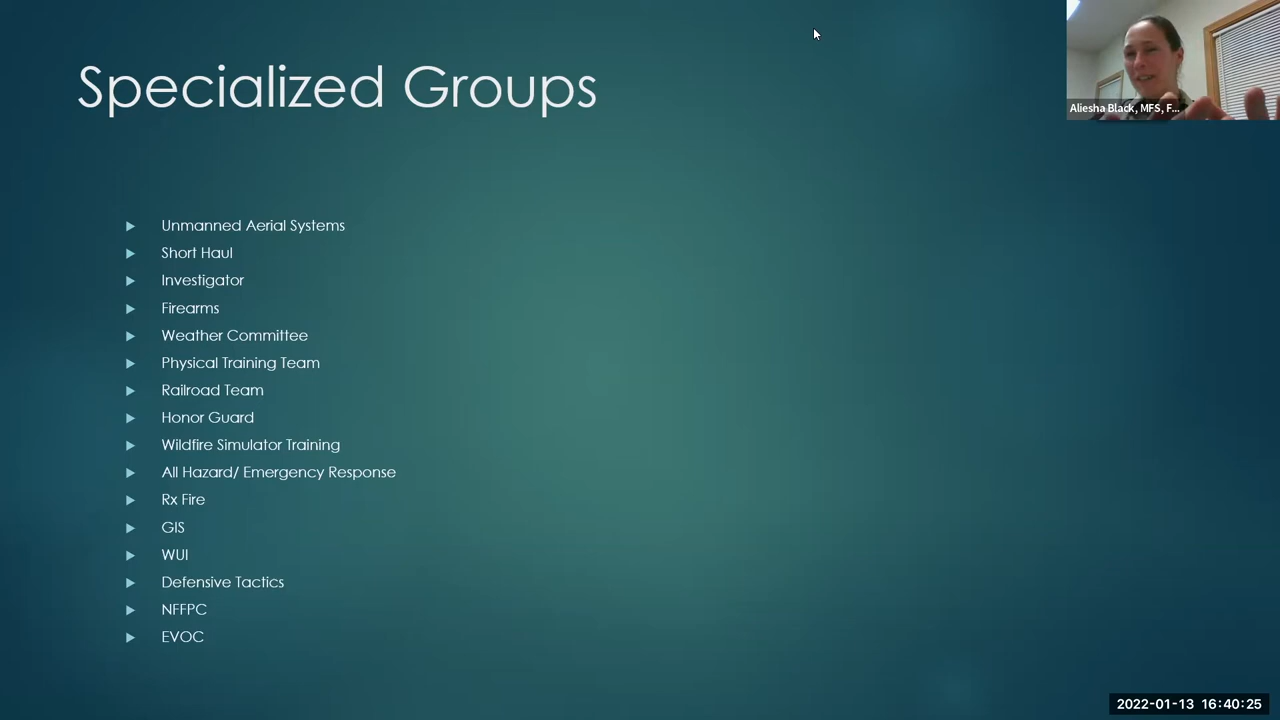 Specialized Groups
Aliesha Black, MFS, F...
Unmanned Aerial Systems
Short Haul
Investigator
Firearms
Weather Committee
Physical Training Team
Railroad Team
Honor Guard
Wildfire Simulator Training
All Hazard/ Emergency Response
Rx Fire
GIS
WUI
Defensive Tactics
NFFPC
EVOC
2022-01-13 16:40:25